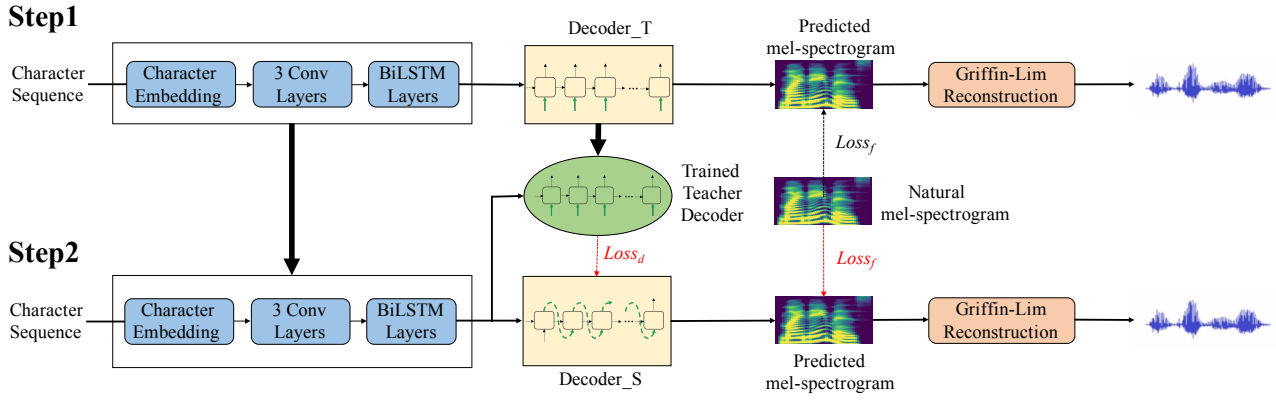 Step1
Character
Sequence
Character
Embedding
3 Conv
Layers
BiLSTM
Layers
Decoder_T
Predicted
mel-spectrogram
Griffin-Lim
Reconstruction
Loss_f
Trained
Teacher
Decoder
Natural
mel-spectrogram
Step2
Loss_d
Loss_f
Character
Sequence
Character
Embedding
3 Conv
Layers
BiLSTM
Layers
Decoder_S
Predicted
mel-spectrogram
Griffin-Lim
Reconstruction